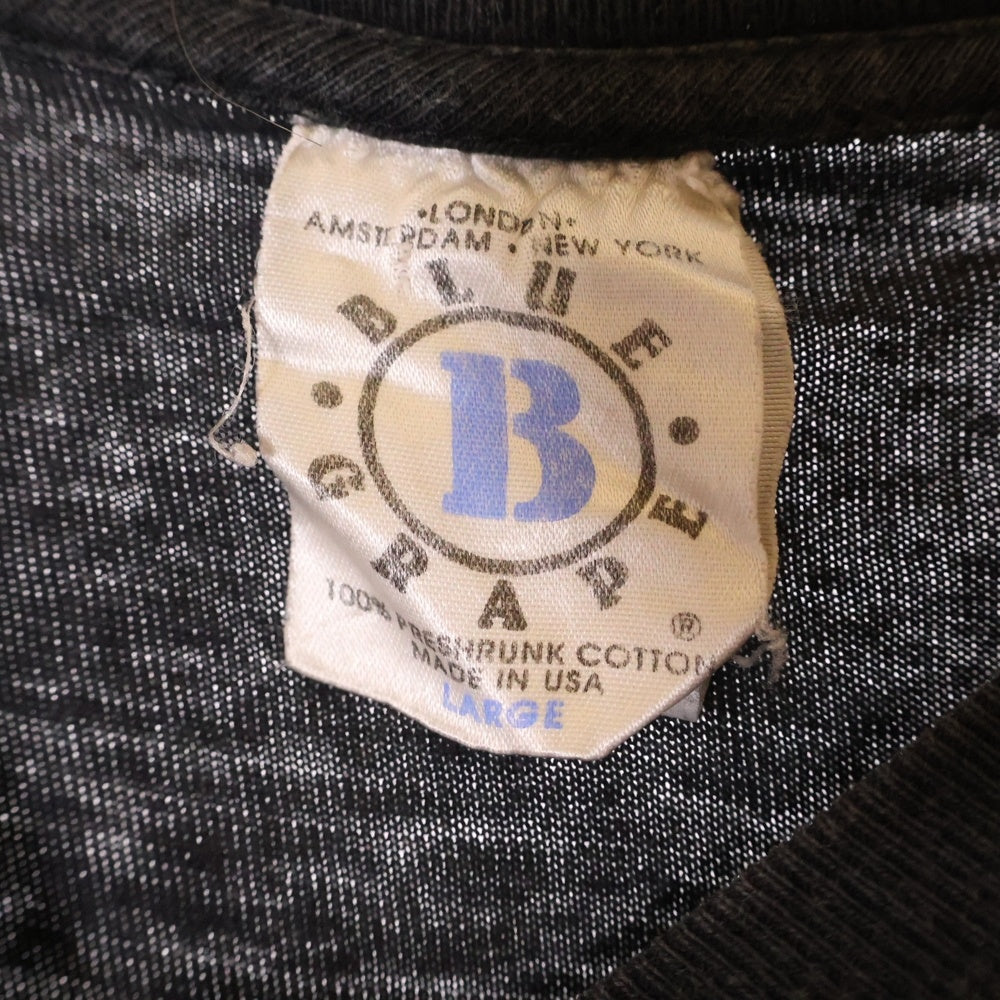 •LONDON•
AMSTERDAM • NEW YORK
BLUE
B
• GRAPE •
®
100% PRESHRUNK COTTON
MADE IN USA
LARGE